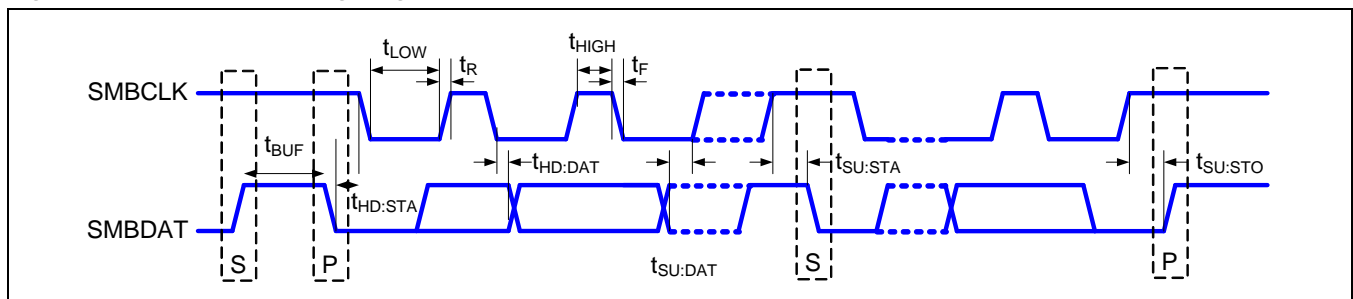 tLOW
tHIGH
tR
tF
SMBCLK
tBUF
tHD:DAT
tSU:STA
tSU:STO
tHD:STA
SMBDAT
S
P
tSU:DAT
S
P